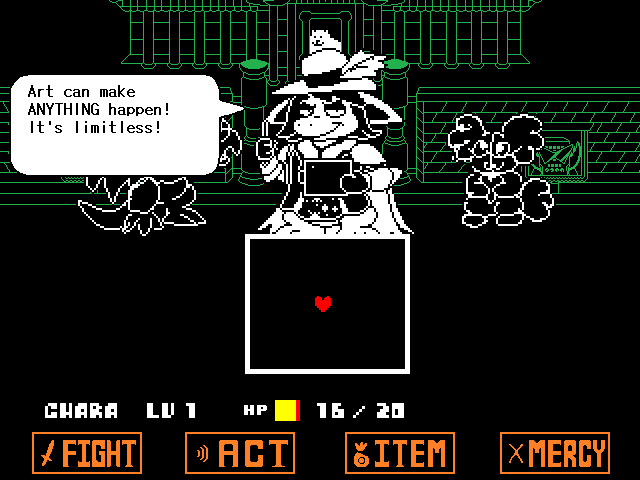 Art can make
ANYTHING happen!
It's limitless!
CHARA LV 1 HP 16 / 20
FIGHT ACT ITEM MERCY